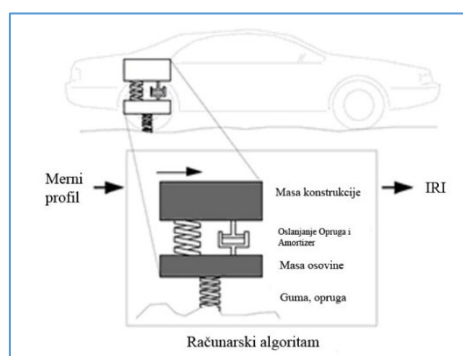 Merni
profil
Masa konstrukcije
IRI
Oslanjanje Opruga i
Amortizer
Masa osovine
Guma, opruga
Računarski algoritam